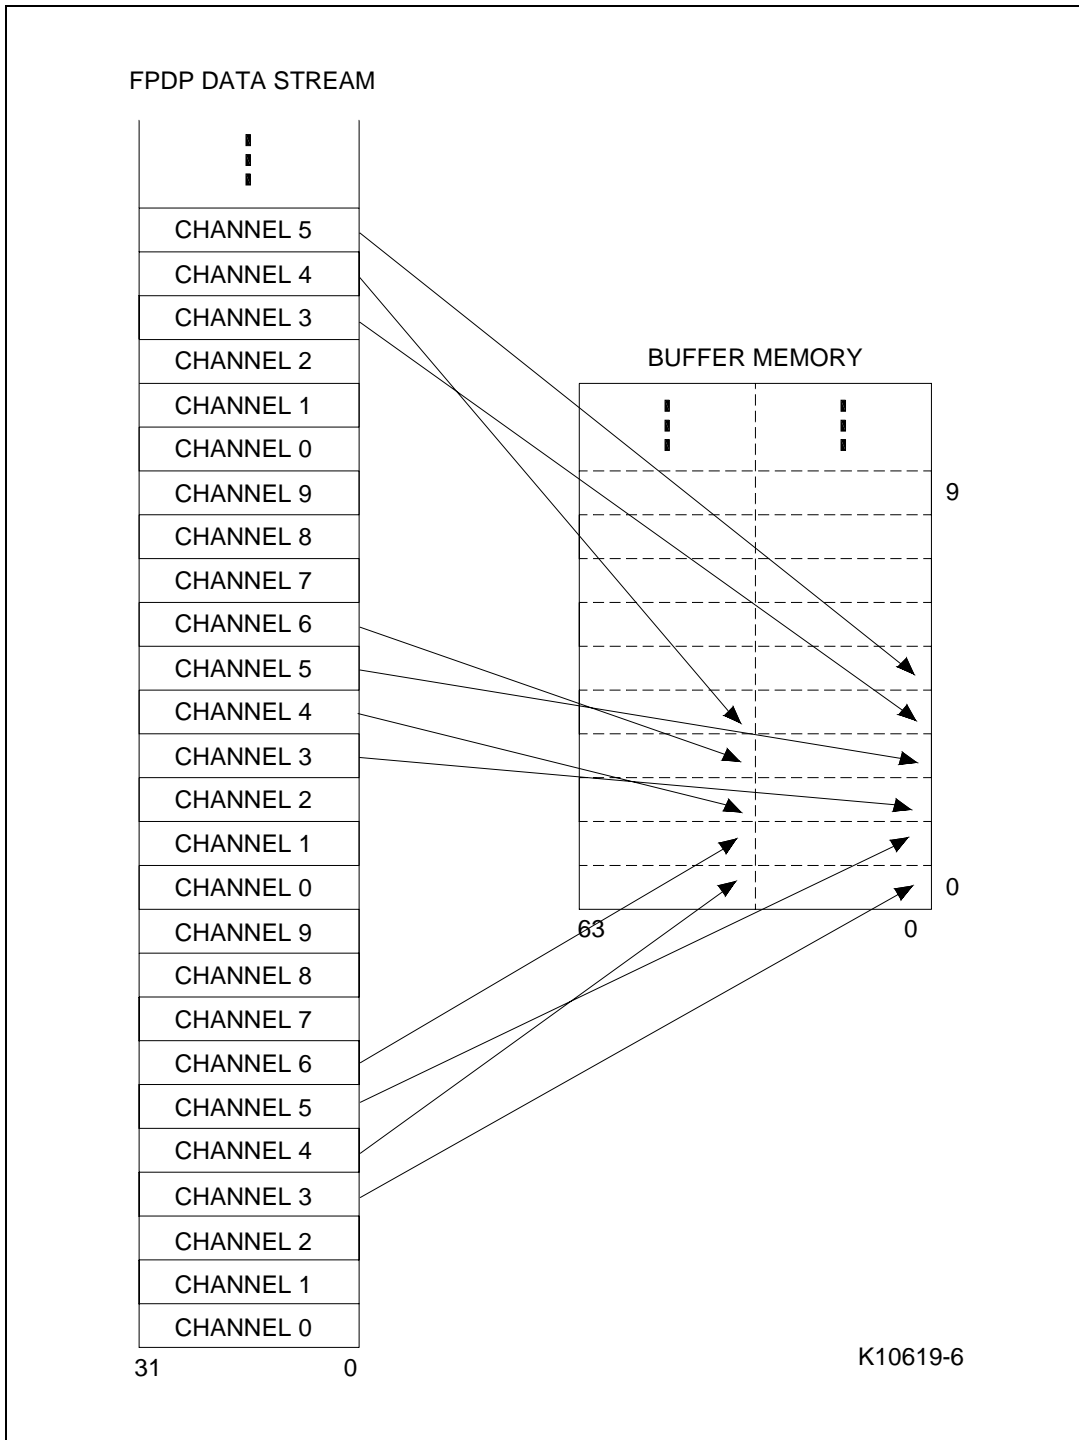 FPDP DATA STREAM
CHANNEL 5
CHANNEL 4
CHANNEL 3
CHANNEL 2
CHANNEL 1
CHANNEL 0
CHANNEL 9
CHANNEL 8
CHANNEL 7
CHANNEL 6
CHANNEL 5
CHANNEL 4
CHANNEL 3
CHANNEL 2
CHANNEL 1
CHANNEL 0
CHANNEL 9
CHANNEL 8
CHANNEL 7
CHANNEL 6
CHANNEL 5
CHANNEL 4
CHANNEL 3
CHANNEL 2
CHANNEL 1
CHANNEL 0
31 0
BUFFER MEMORY
9
0
63 0
K10619-6